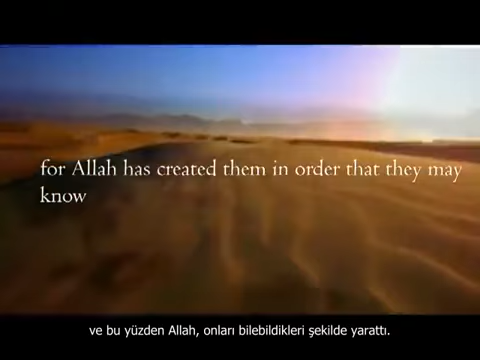 for Allah has created them in order that they may
know
ve bu yüzden Allah, onları bilebildikleri şekilde yarattı.